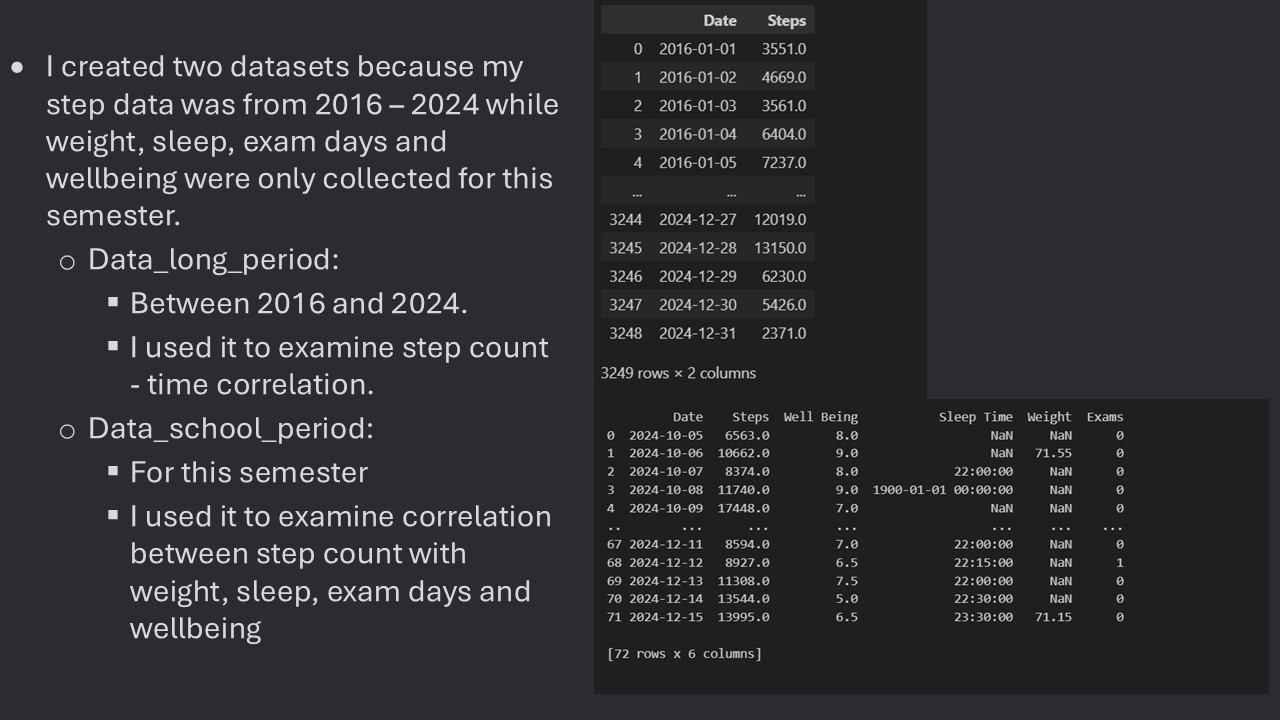 • I created two datasets because my
step data was from 2016 – 2024 while
weight, sleep, exam days and
wellbeing were only collected for this
semester.
o Data_long_period:
▪ Between 2016 and 2024.
▪ I used it to examine step count
- time correlation.
o Data_school_period:
▪ For this semester
▪ I used it to examine correlation
between step count with
weight, sleep, exam days and
wellbeing
Date Steps
0 2016-01-01 3551.0
1 2016-01-02 4669.0
2 2016-01-03 3561.0
3 2016-01-04 6404.0
4 2016-01-05 7237.0
... ... ...
3244 2024-12-27 12019.0
3245 2024-12-28 13150.0
3246 2024-12-29 6230.0
3247 2024-12-30 5426.0
3248 2024-12-31 2371.0
3249 rows × 2 columns
Date Steps Well Being Sleep Time Weight Exams
0 2024-10-05 6563.0 8.0 NaN NaN 0
1 2024-10-06 10662.0 9.0 NaN 71.55 0
2 2024-10-07 8374.0 8.0 22:00:00 NaN 0
3 2024-10-08 11740.0 9.0 1900-01-01 00:00:00 NaN 0
4 2024-10-09 17448.0 7.0 NaN NaN 0
.. ... ... ... ... ... ...
67 2024-12-11 8594.0 7.0 22:00:00 NaN 0
68 2024-12-12 8927.0 6.5 22:15:00 NaN 1
69 2024-12-13 11308.0 7.5 22:00:00 NaN 0
70 2024-12-14 13544.0 5.0 22:30:00 NaN 0
71 2024-12-15 13995.0 6.5 23:30:00 71.15 0
[72 rows x 6 columns]